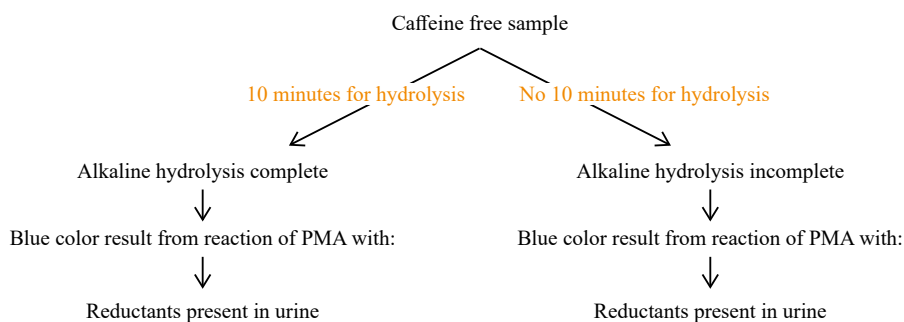 Caffeine free sample
10 minutes for hydrolysis
No 10 minutes for hydrolysis
Alkaline hydrolysis complete
Alkaline hydrolysis incomplete
Blue color result from reaction of PMA with:
Blue color result from reaction of PMA with:
Reductants present in urine
Reductants present in urine